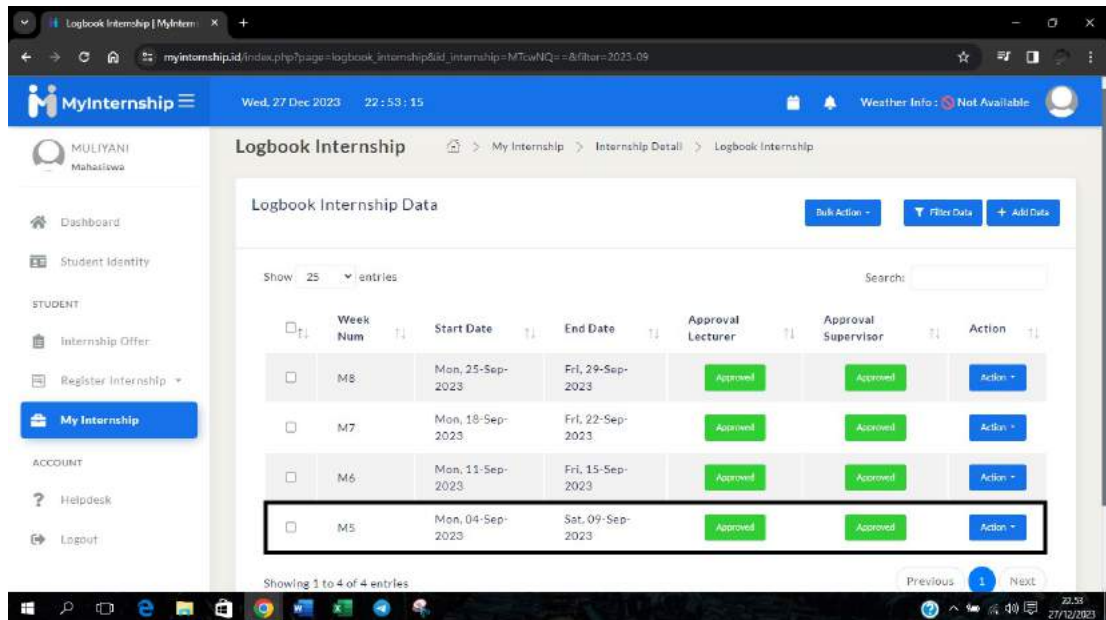 Logbook Internship | MyIntern
myinternship.id/index.php?page=logbook_internship&id_internship=MTcwNQ==&filter=2023-09
MyInternship
Wed, 27 Dec 2023 22:53:15
Weather Info : Not Available
MULIYANI
Mahasiswa
Dashboard
Student Identity
STUDENT
Internship Offer
Register Internship
My Internship
ACCOUNT
Helpdesk
Logout
Logbook Internship
> My Internship > Internship Detail > Logbook Internship
Logbook Internship Data
Bulk Action
Filter Data
+ Add Data
Show 25 entries
Search:
Week Num
Start Date
End Date
Approval Lecturer
Approval Supervisor
Action
M8 Mon, 25-Sep-2023 Fri, 29-Sep-2023 Approved Approved Action
M7 Mon, 18-Sep-2023 Fri, 22-Sep-2023 Approved Approved Action
M6 Mon, 11-Sep-2023 Fri, 15-Sep-2023 Approved Approved Action
M5 Mon, 04-Sep-2023 Sat, 09-Sep-2023 Approved Approved Action
Showing 1 to 4 of 4 entries
Previous 1 Next
22.53
27/12/2023